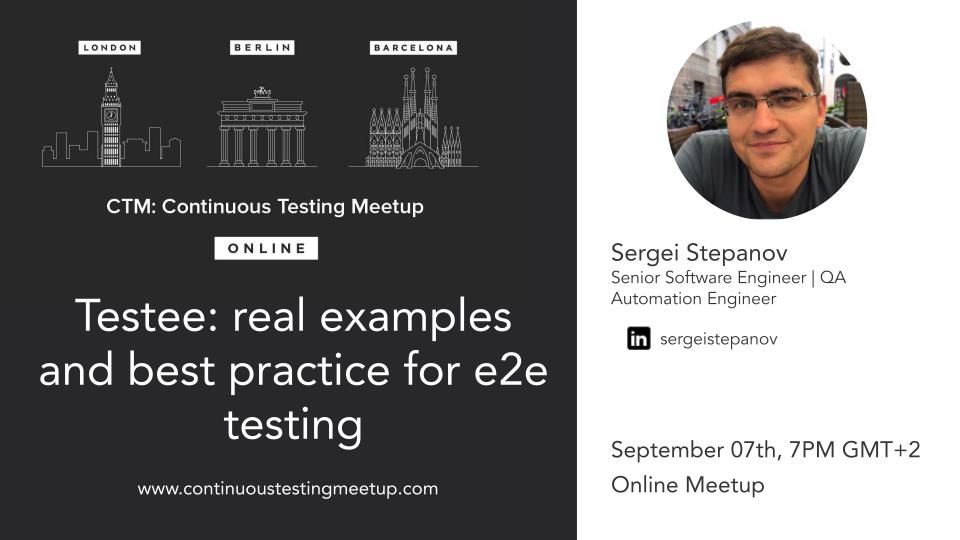 LONDON
BERLIN
BARCELONA
CTM: Continuous Testing Meetup
ONLINE
Testee: real examples
and best practice for e2e
testing
www.continuoustestingmeetup.com
Sergei Stepanov
Senior Software Engineer | QA
Automation Engineer
in sergeistepanov
September 07th, 7PM GMT+2
Online Meetup